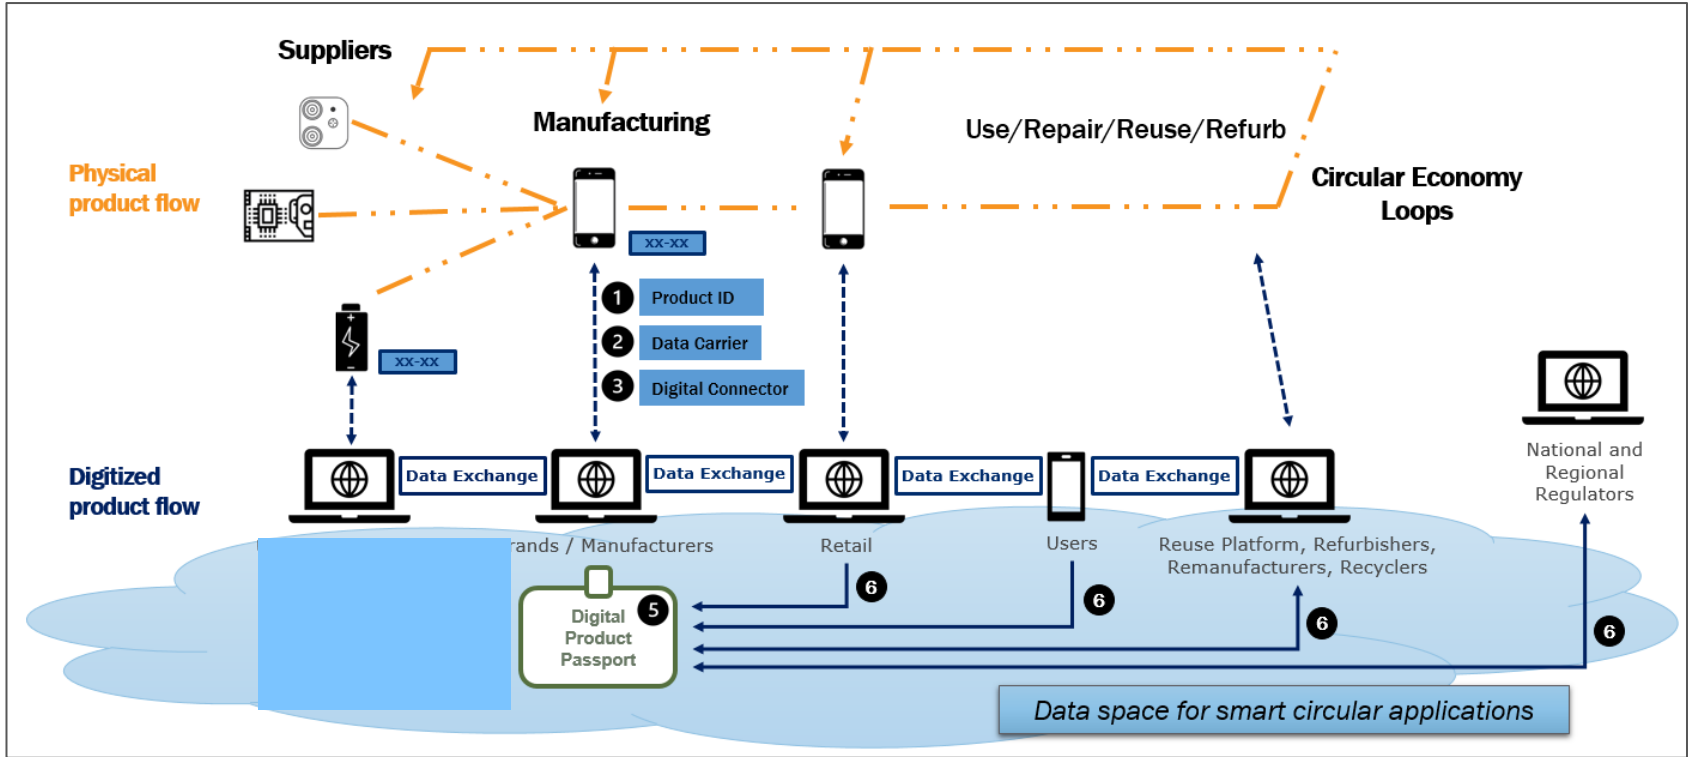 Suppliers
Manufacturing
Use/Repair/Reuse/Refurb
Physical
product flow
Circular Economy
Loops
xx-xx
1 Product ID
2 Data Carrier
3 Digital Connector
xx-xx
Digitized
product flow
Data Exchange
Data Exchange
Data Exchange
Data Exchange
National and
Regional
Regulators
/ Manufacturers
Retail
Users
Reuse Platform, Refurbishers,
Remanufacturers, Recyclers
5
Digital
Product
Passport
6
6
6
6
Data space for smart circular applications